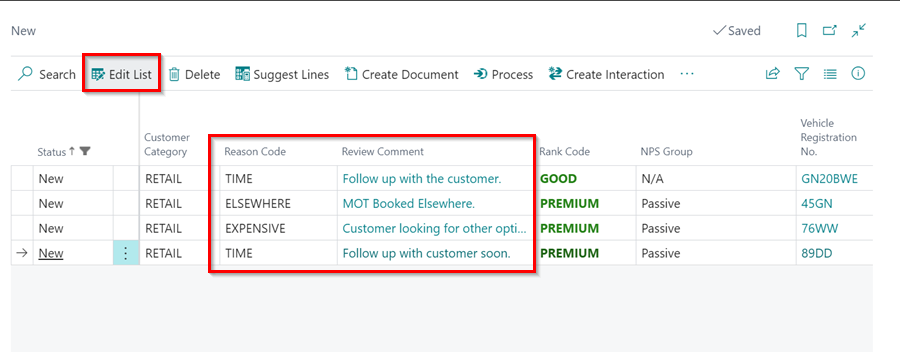 New
Saved
Search Edit List Delete Suggest Lines Create Document Process Create Interaction ...
Status Customer Category Reason Code Review Comment Rank Code NPS Group Vehicle Registration No.
New RETAIL TIME Follow up with the customer. GOOD N/A GN20BWE
New RETAIL ELSEWHERE MOT Booked Elsewhere. PREMIUM Passive 45GN
New RETAIL EXPENSIVE Customer looking for other opti... PREMIUM Passive 76WW
New RETAIL TIME Follow up with customer soon. PREMIUM Passive 89DD